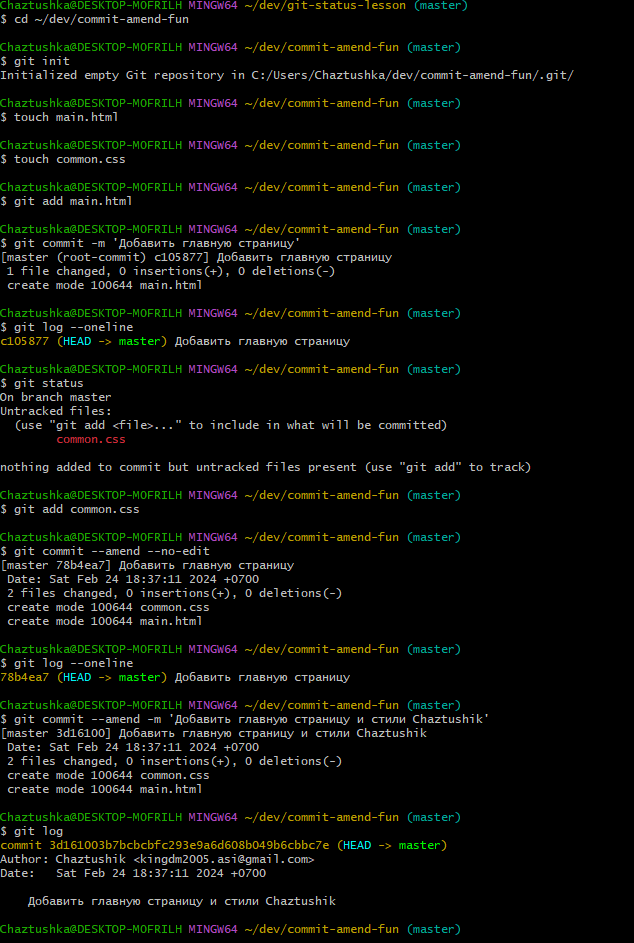 Chaztushka@DESKTOP-MOFRILH MINGW64 ~/dev/git-status-lesson (master)
$ cd ~/dev/commit-amend-fun

Chaztushka@DESKTOP-MOFRILH MINGW64 ~/dev/commit-amend-fun (master)
$ git init
Initialized empty Git repository in C:/Users/Chaztushka/dev/commit-amend-fun/.git/

Chaztushka@DESKTOP-MOFRILH MINGW64 ~/dev/commit-amend-fun (master)
$ touch main.html

Chaztushka@DESKTOP-MOFRILH MINGW64 ~/dev/commit-amend-fun (master)
$ touch common.css

Chaztushka@DESKTOP-MOFRILH MINGW64 ~/dev/commit-amend-fun (master)
$ git add main.html

Chaztushka@DESKTOP-MOFRILH MINGW64 ~/dev/commit-amend-fun (master)
$ git commit -m 'Добавить главную страницу'
[master (root-commit) c105877] Добавить главную страницу
 1 file changed, 0 insertions(+), 0 deletions(-)
 create mode 100644 main.html

Chaztushka@DESKTOP-MOFRILH MINGW64 ~/dev/commit-amend-fun (master)
$ git log --oneline
c105877 (HEAD -> master) Добавить главную страницу

Chaztushka@DESKTOP-MOFRILH MINGW64 ~/dev/commit-amend-fun (master)
$ git status
On branch master
Untracked files:
  (use "git add <file>..." to include in what will be committed)
        common.css

nothing added to commit but untracked files present (use "git add" to track)

Chaztushka@DESKTOP-MOFRILH MINGW64 ~/dev/commit-amend-fun (master)
$ git add common.css

Chaztushka@DESKTOP-MOFRILH MINGW64 ~/dev/commit-amend-fun (master)
$ git commit --amend --no-edit
[master 78b4ea7] Добавить главную страницу
 Date: Sat Feb 24 18:37:11 2024 +0700
 2 files changed, 0 insertions(+), 0 deletions(-)
 create mode 100644 common.css
 create mode 100644 main.html

Chaztushka@DESKTOP-MOFRILH MINGW64 ~/dev/commit-amend-fun (master)
$ git log --oneline
78b4ea7 (HEAD -> master) Добавить главную страницу

Chaztushka@DESKTOP-MOFRILH MINGW64 ~/dev/commit-amend-fun (master)
$ git commit --amend -m 'Добавить главную страницу и стили Chaztushik'
[master 3d16100] Добавить главную страницу и стили Chaztushik
 Date: Sat Feb 24 18:37:11 2024 +0700
 2 files changed, 0 insertions(+), 0 deletions(-)
 create mode 100644 common.css
 create mode 100644 main.html

Chaztushka@DESKTOP-MOFRILH MINGW64 ~/dev/commit-amend-fun (master)
$ git log
commit 3d161003b7bcbcbfc293e9a6d608b049b6cbbc7e (HEAD -> master)
Author: Chaztushik <kingdm2005.asi@gmail.com>
Date:   Sat Feb 24 18:37:11 2024 +0700

    Добавить главную страницу и стили Chaztushik

Chaztushka@DESKTOP-MOFRILH MINGW64 ~/dev/commit-amend-fun (master)